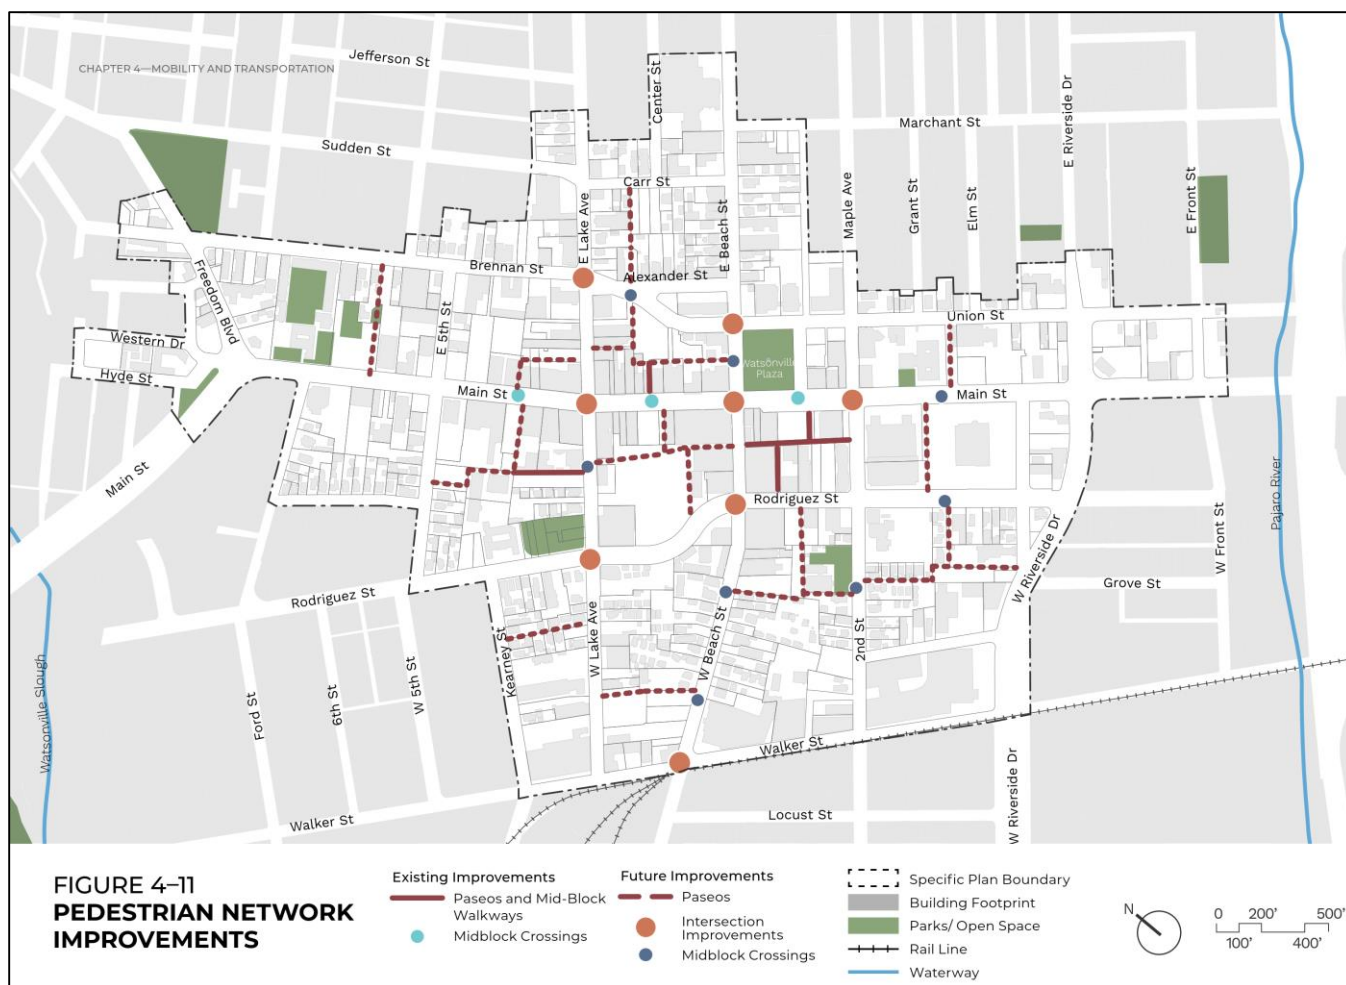 CHAPTER 4—MOBILITY AND TRANSPORTATION
Jefferson St
Center St
Sudden St
Marchant St
E Riverside Dr
Carr St
E Lake Ave
E Beach St
Maple Ave
Grant St
Elm St
E Front St
Brennan St
Alexander St
Freedom Blvd
E 5th St
Union St
Western Dr
Hyde St
Watsonville
Plaza
Main St
Main St
Main St
Rodriguez St
Pajaro River
W Front St
W Riverside Dr
Grove St
Rodriguez St
Kearney St
W Lake Ave
W Beach St
2nd St
Watsonville Slough
Ford St
6th St
W 5th St
Walker St
W Riverside Dr
Walker St
Locust St
FIGURE 4–11
PEDESTRIAN NETWORK
IMPROVEMENTS
Existing Improvements
Paseos and Mid-Block
Walkways
Midblock Crossings
Future Improvements
Paseos
Intersection
Improvements
Midblock Crossings
Specific Plan Boundary
Building Footprint
Parks/ Open Space
Rail Line
Waterway
N
0 200' 500'
100' 400'